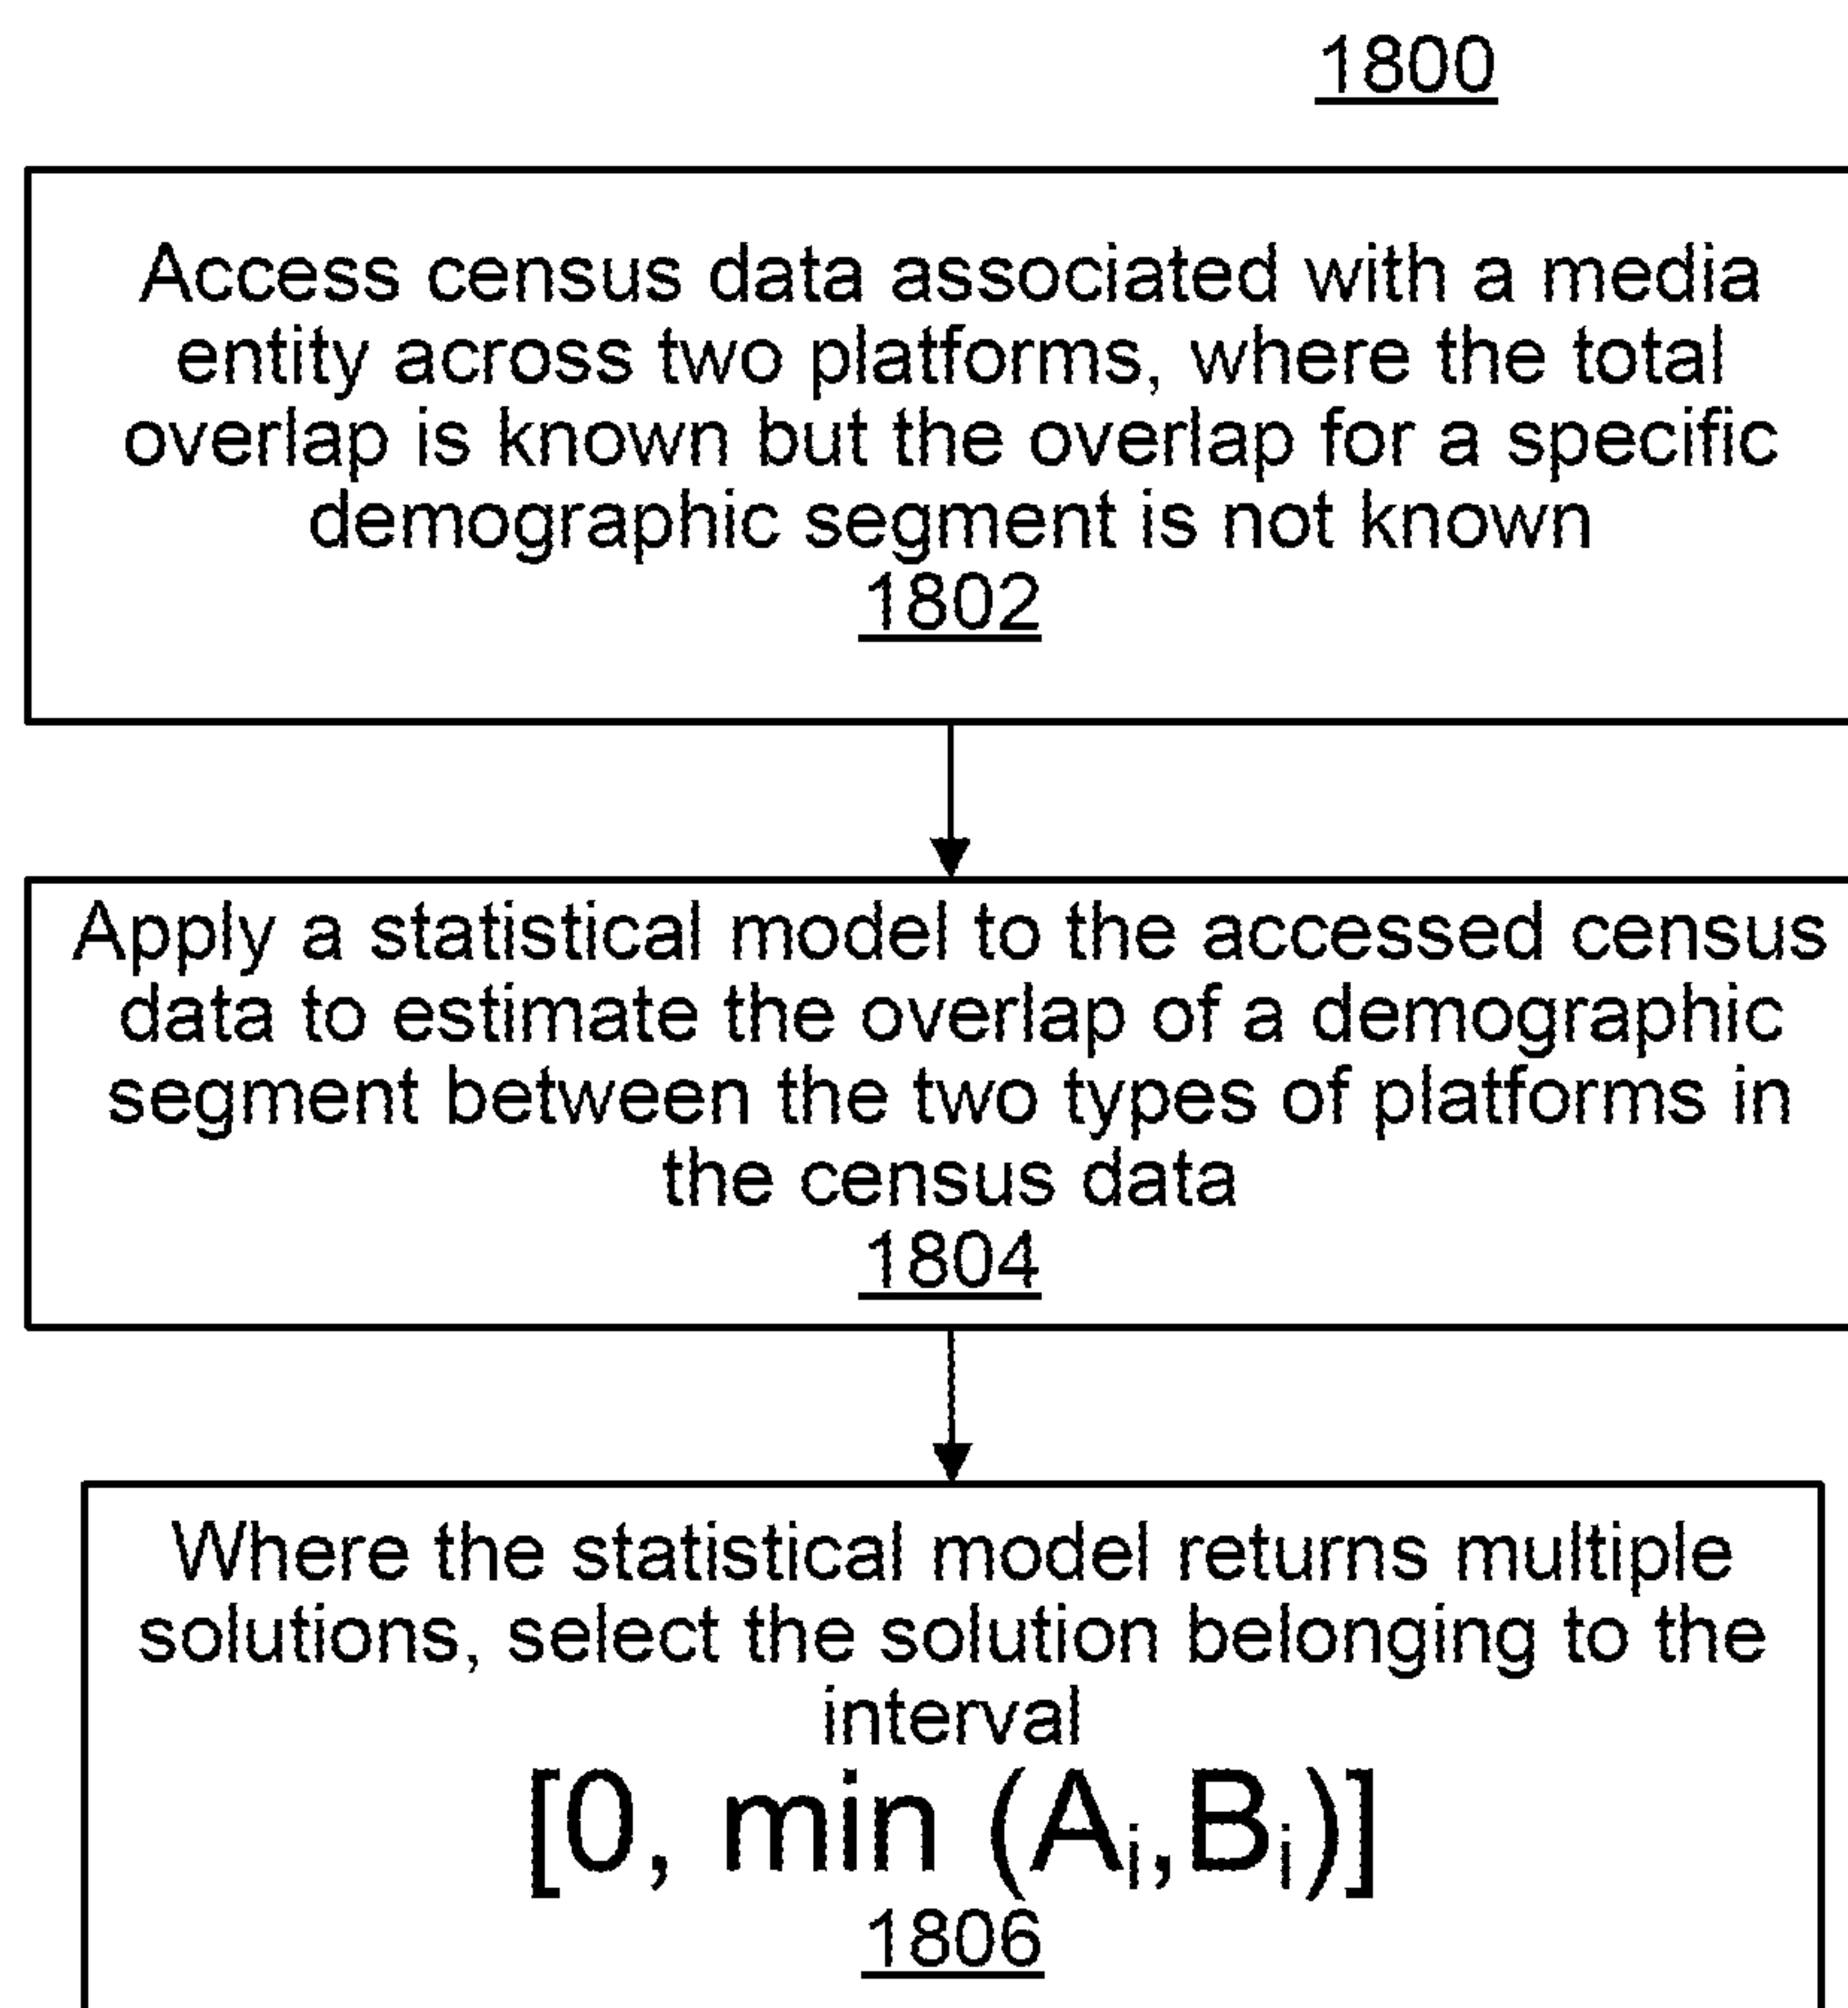 1800
Access census data associated with a media
entity across two platforms, where the total
overlap is known but the overlap for a specific
demographic segment is not known
1802
Apply a statistical model to the accessed census
data to estimate the overlap of a demographic
segment between the two types of platforms in
the census data
1804
Where the statistical model returns multiple
solutions, select the solution belonging to the
interval
[0, min (Aᵢ,Bᵢ)]
1806